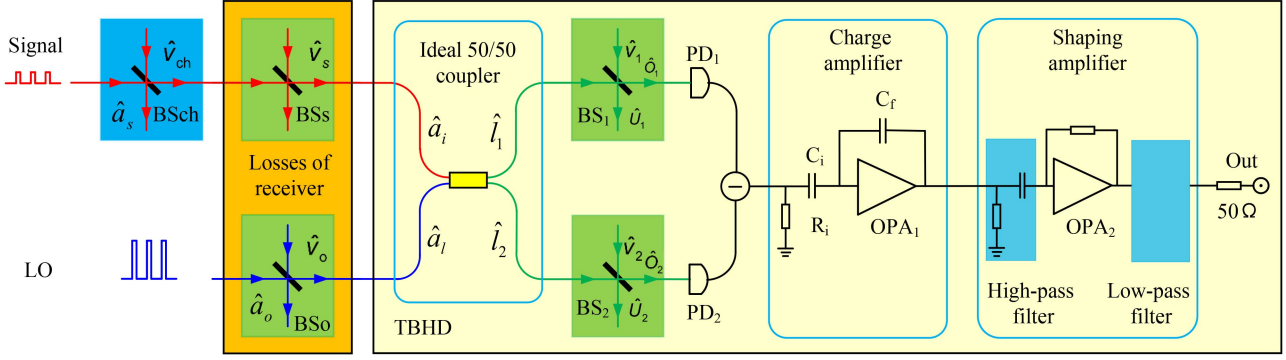 Signal
v̂ch
âs
BSch
v̂s
BSs
Losses of
receiver
LO
v̂o
âo
BSo
Ideal 50/50
coupler
âi
l̂1
âl
l̂2
TBHD
v̂1
ô1
BS1
û1
PD1
v̂2
ô2
BS2
û2
PD2
Charge
amplifier
Cf
Ci
Ri
OPA1
Shaping
amplifier
OPA2
High-pass
filter
Low-pass
filter
Out
50 Ω